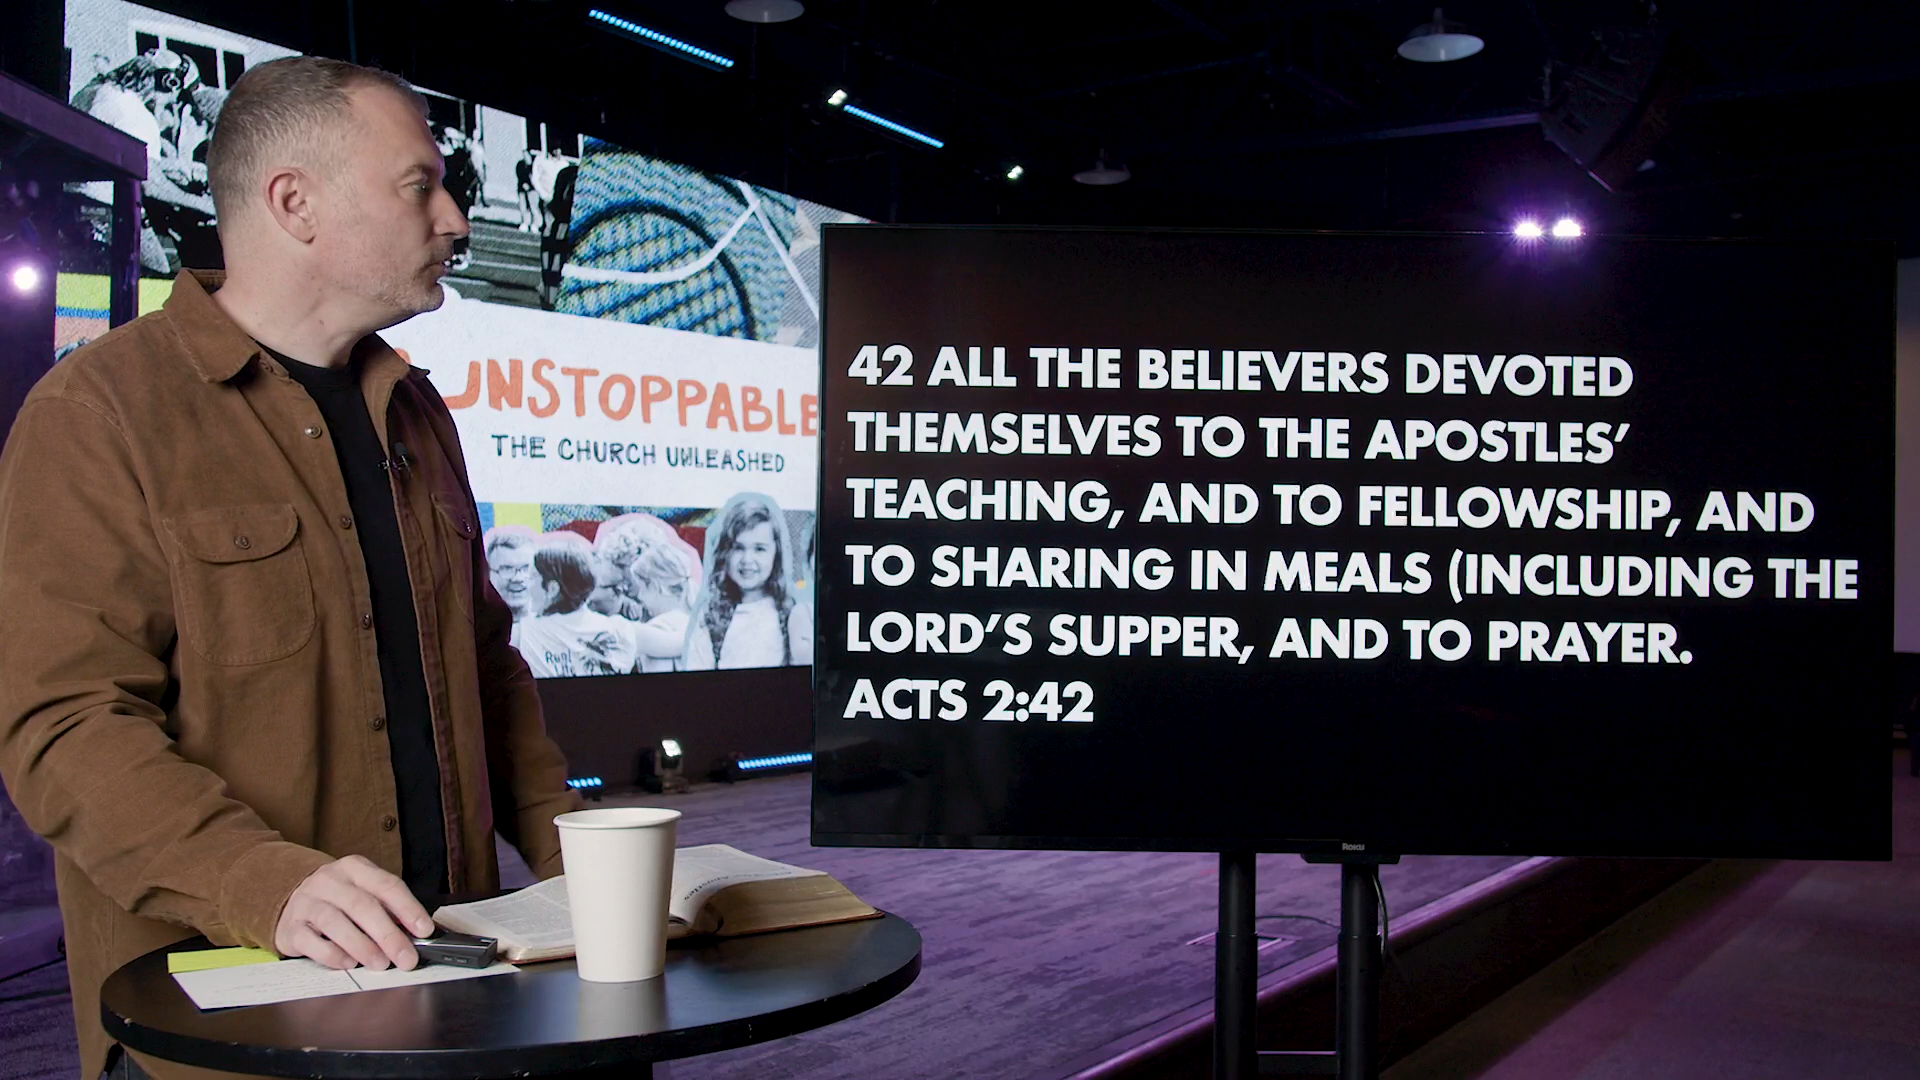 UNSTOPPABLE
THE CHURCH UNLEASHED
42 ALL THE BELIEVERS DEVOTED
THEMSELVES TO THE APOSTLES’
TEACHING, AND TO FELLOWSHIP, AND
TO SHARING IN MEALS (INCLUDING THE
LORD’S SUPPER, AND TO PRAYER.
ACTS 2:42
Roku